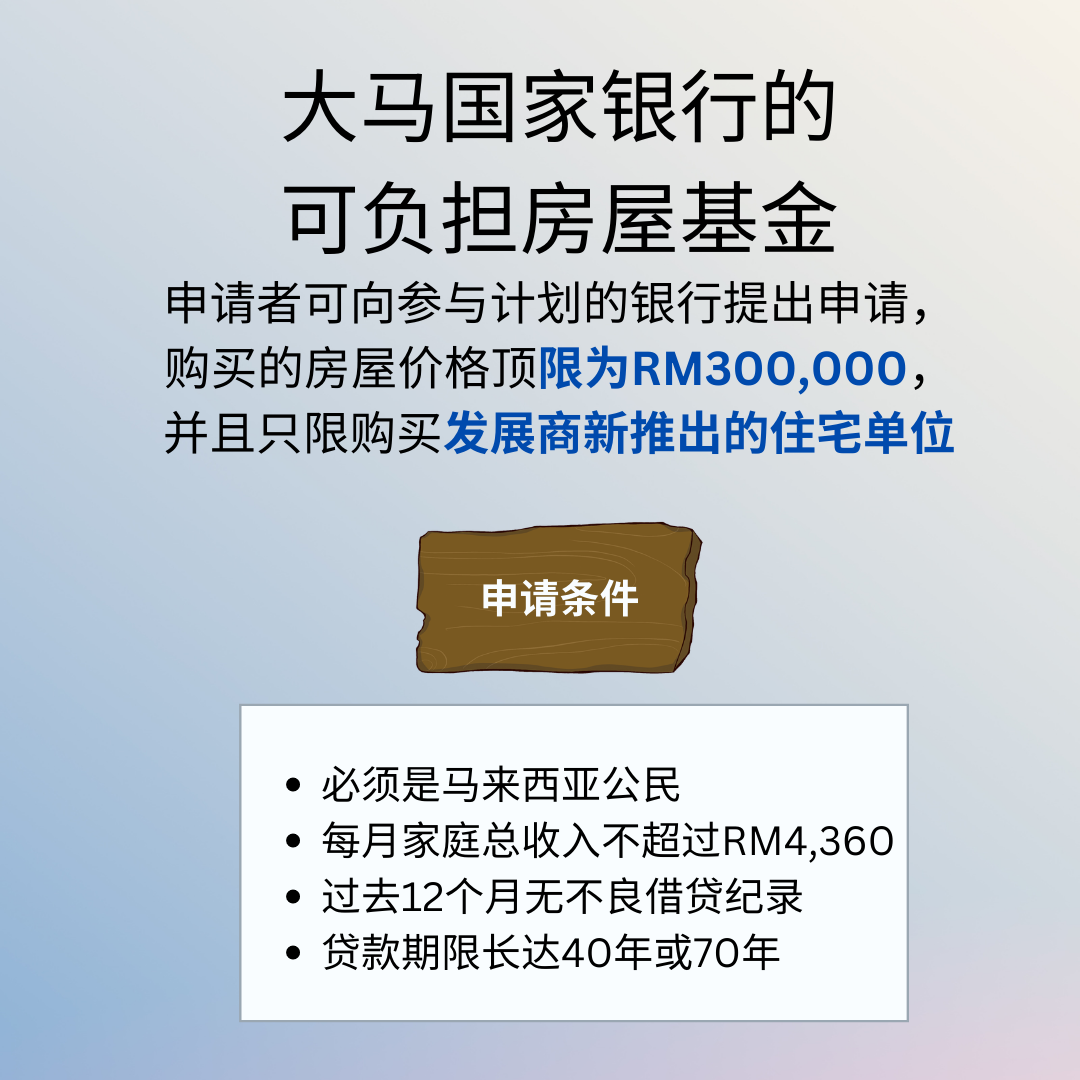 大马国家银行的
可负担房屋基金
申请者可向参与计划的银行提出申请，
购买的房屋价格顶限为RM300,000，
并且只限购买发展商新推出的住宅单位
申请条件
• 必须是马来西亚公民
• 每月家庭总收入不超过RM4,360
• 过去12个月无不良借贷纪录
• 贷款期限长达40年或70年